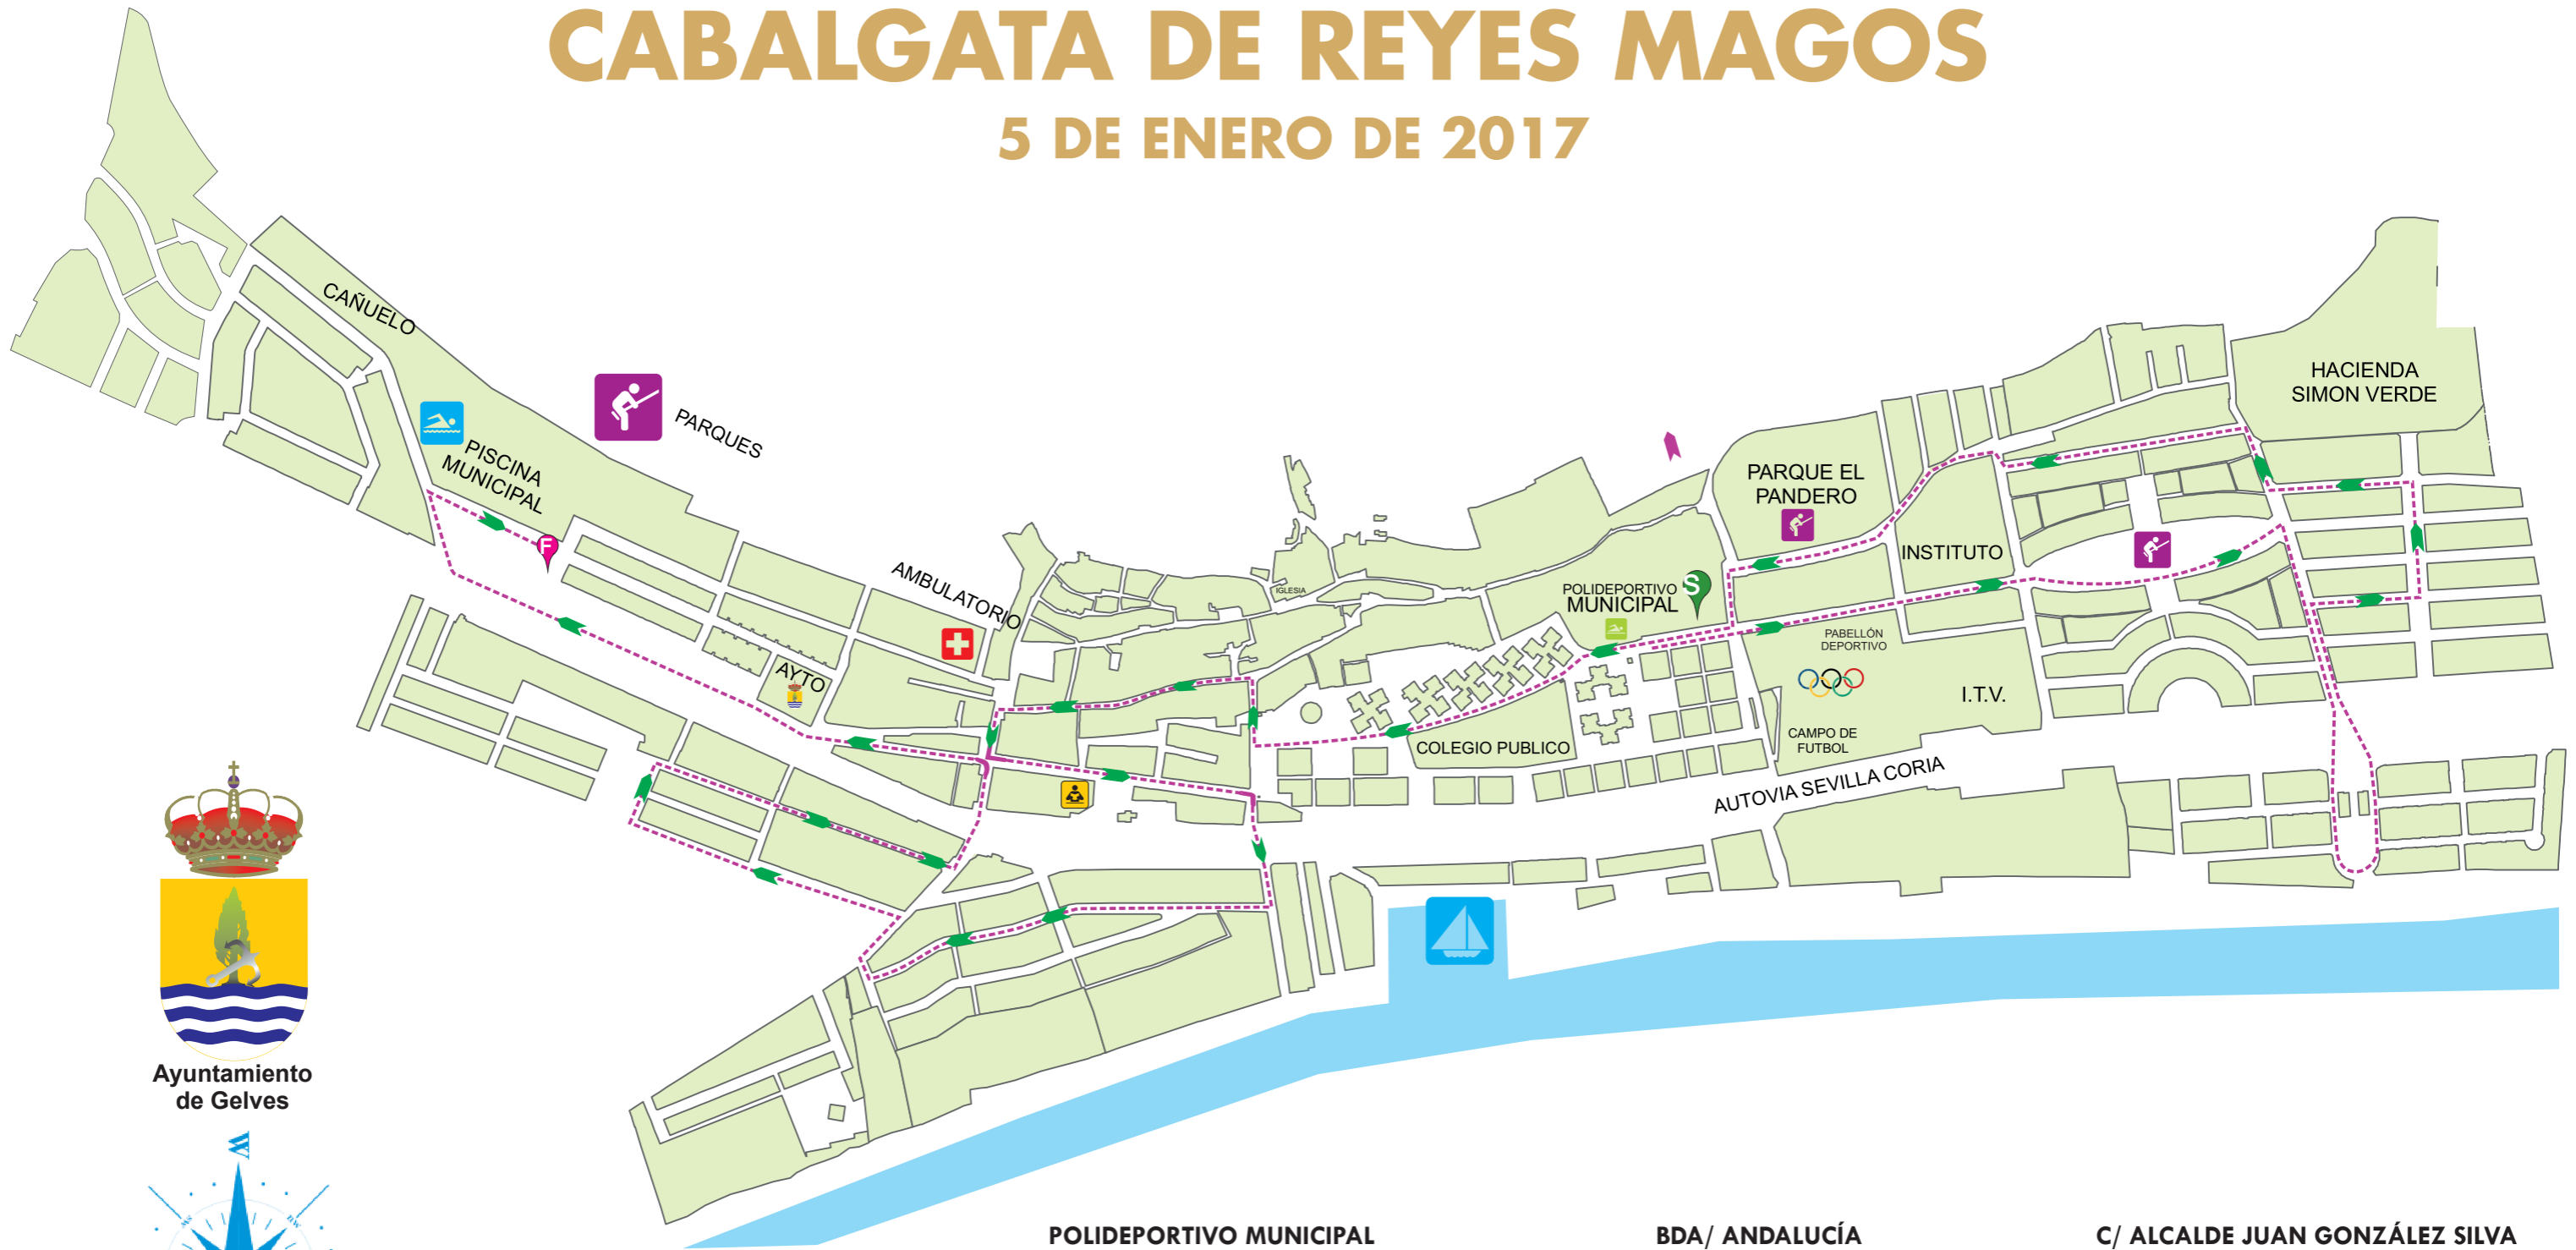 CABALGATA DE REYES MAGOS
5 DE ENERO DE 2017
CAÑUELO
PISCINA
MUNICIPAL
PARQUES
F
AYTO
AMBULATORIO
IGLESIA
POLIDEPORTIVO
MUNICIPAL
S
PARQUE EL
PANDERO
INSTITUTO
HACIENDA
SIMON VERDE
PABELLÓN
DEPORTIVO
I.T.V.
CAMPO DE
FUTBOL
COLEGIO PUBLICO
AUTOVIA SEVILLA CORIA
Ayuntamiento
de Gelves
W
POLIDEPORTIVO MUNICIPAL
BDA/ ANDALUCÍA
C/ ALCALDE JUAN GONZÁLEZ SILVA